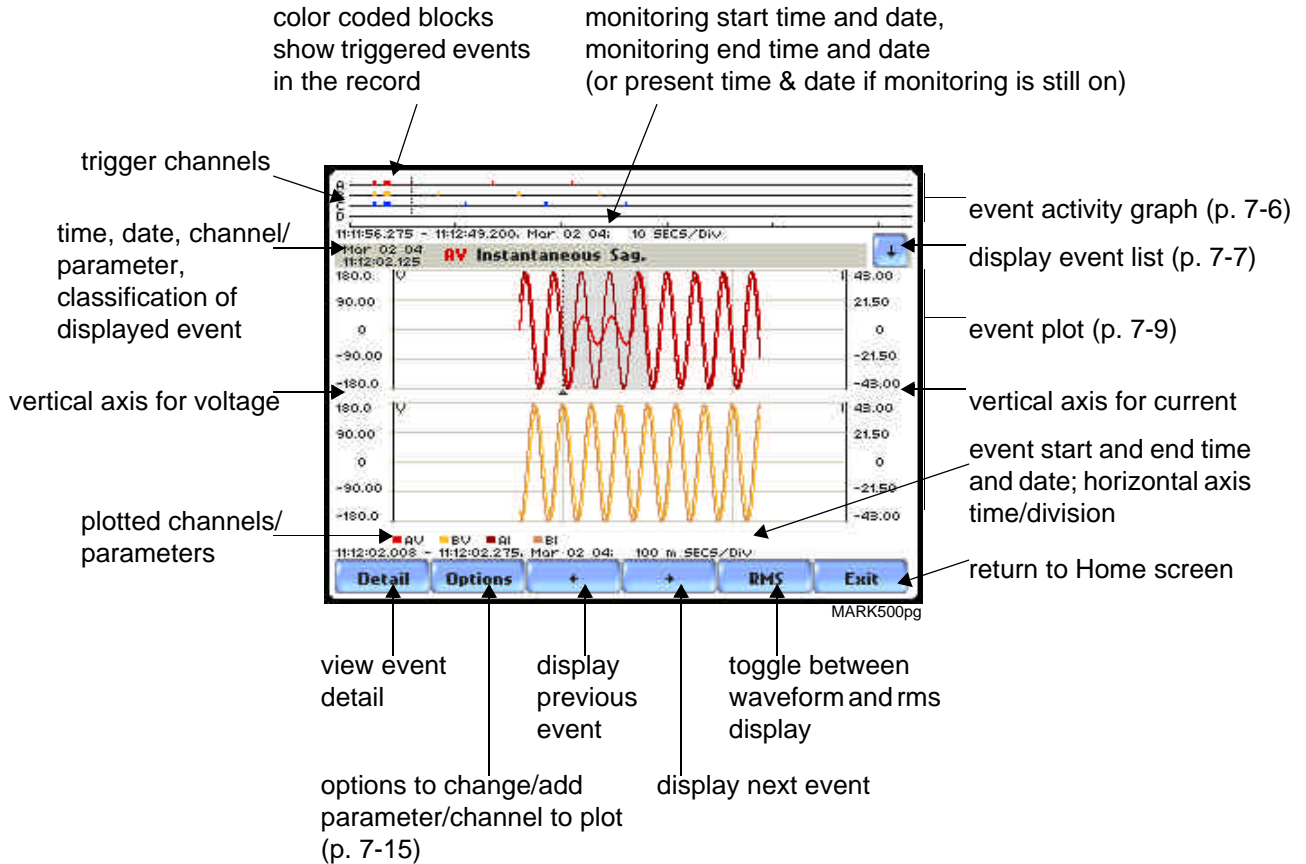 color coded blocks
show triggered events
in the record
monitoring start time and date,
monitoring end time and date
(or present time & date if monitoring is still on)
trigger channels
time, date, channel/
parameter,
classification of
displayed event
vertical axis for voltage
plotted channels/
parameters
A
B
C
D
11:11:56.275 - 11:12:49.200, Mar 02 04; 10 SECS/Div
Mar 02 04
11:12:02.125
AV Instantaneous Sag.
180.0 V I 43.00
90.00 21.50
0 0
-90.00 -21.50
-180.0 -43.00
180.0 V I 43.00
90.00 21.50
0 0
-90.00 -21.50
-180.0 -43.00
AV BV AI BI
11:12:02.008 - 11:12:02.275, Mar 02 04; 100 m SECS/Div
Detail Options ← → RMS Exit
MARK500pg
event activity graph (p. 7-6)
display event list (p. 7-7)
event plot (p. 7-9)
vertical axis for current
event start and end time
and date; horizontal axis
time/division
return to Home screen
view event
detail
display
previous
event
toggle between
waveform and rms
display
options to change/add
parameter/channel to plot
(p. 7-15)
display next event